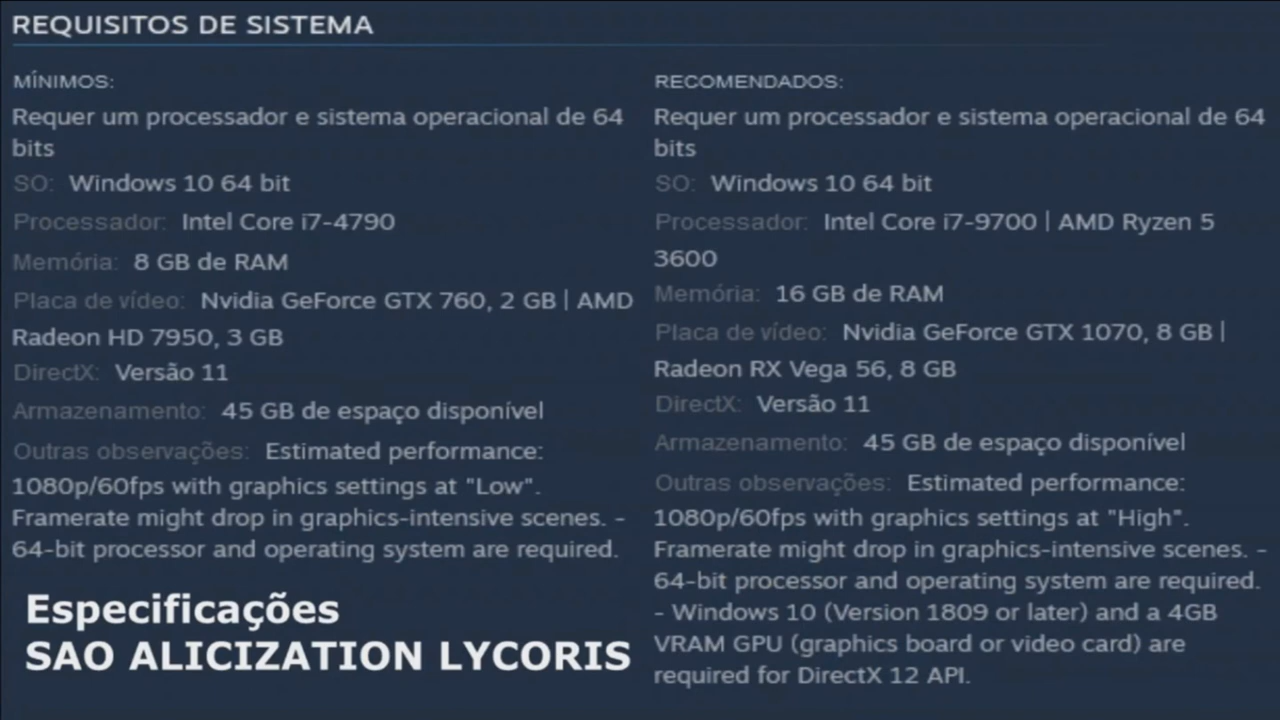 REQUISITOS DE SISTEMA
MÍNIMOS:
Requer um processador e sistema operacional de 64
bits
SO: Windows 10 64 bit
Processador: Intel Core i7-4790
Memória: 8 GB de RAM
Placa de vídeo: Nvidia GeForce GTX 760, 2 GB | AMD
Radeon HD 7950, 3 GB
DirectX: Versão 11
Armazenamento: 45 GB de espaço disponível
Outras observações: Estimated performance:
1080p/60fps with graphics settings at "Low".
Framerate might drop in graphics-intensive scenes. -
64-bit processor and operating system are required.
Especificações
SAO ALICIZATION LYCORIS
RECOMENDADOS:
Requer um processador e sistema operacional de 64
bits
SO: Windows 10 64 bit
Processador: Intel Core i7-9700 | AMD Ryzen 5
3600
Memória: 16 GB de RAM
Placa de vídeo: Nvidia GeForce GTX 1070, 8 GB |
Radeon RX Vega 56, 8 GB
DirectX: Versão 11
Armazenamento: 45 GB de espaço disponível
Outras observações: Estimated performance:
1080p/60fps with graphics settings at "High".
Framerate might drop in graphics-intensive scenes. -
64-bit processor and operating system are required.
- Windows 10 (Version 1809 or later) and a 4GB
VRAM GPU (graphics board or video card) are
required for DirectX 12 API.